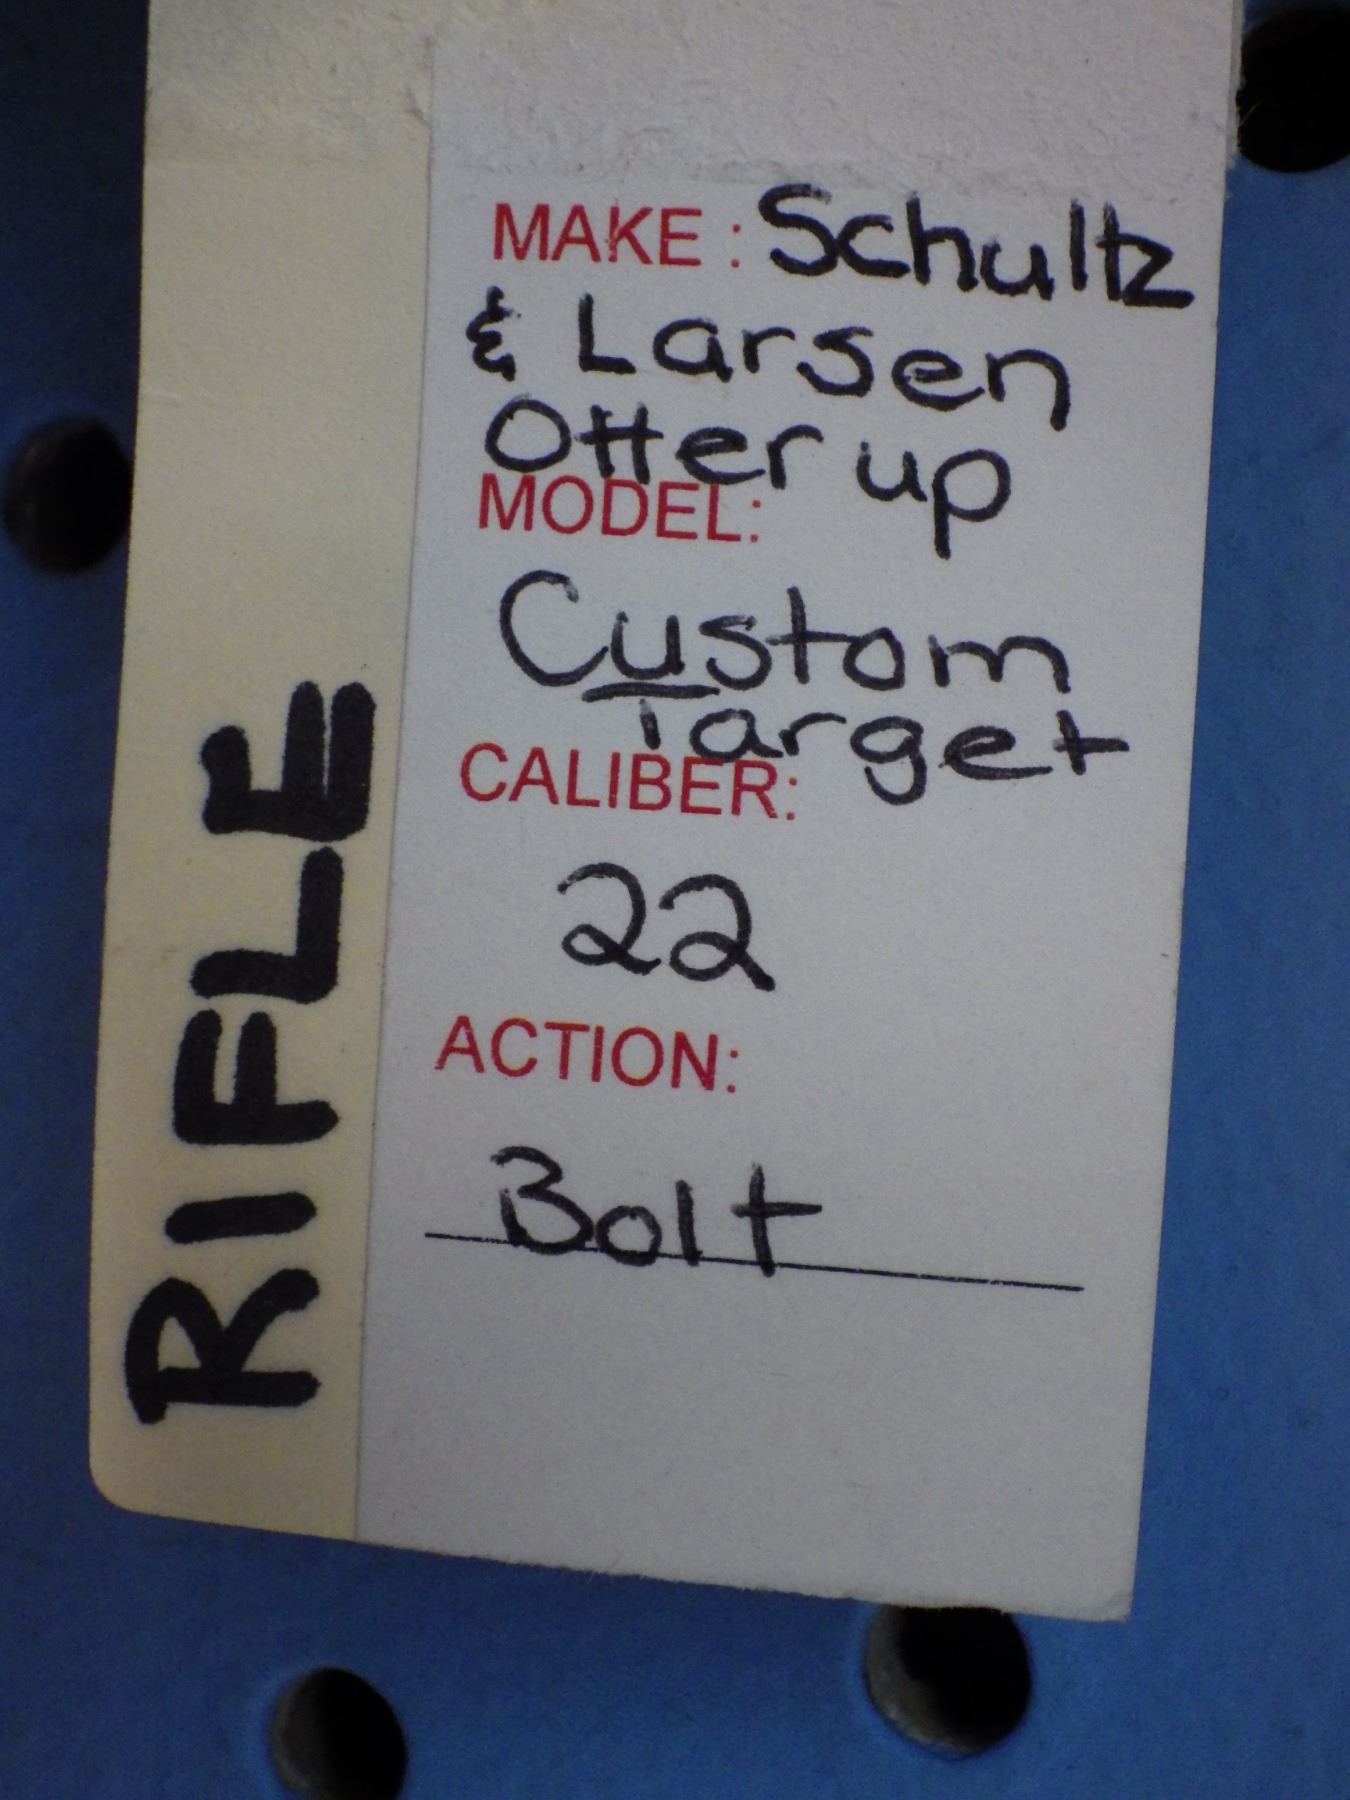 RIFLE
MAKE: Schultz
& Larsen
Otterup
MODEL:
Custom
Target
CALIBER:
22
ACTION:
Bolt